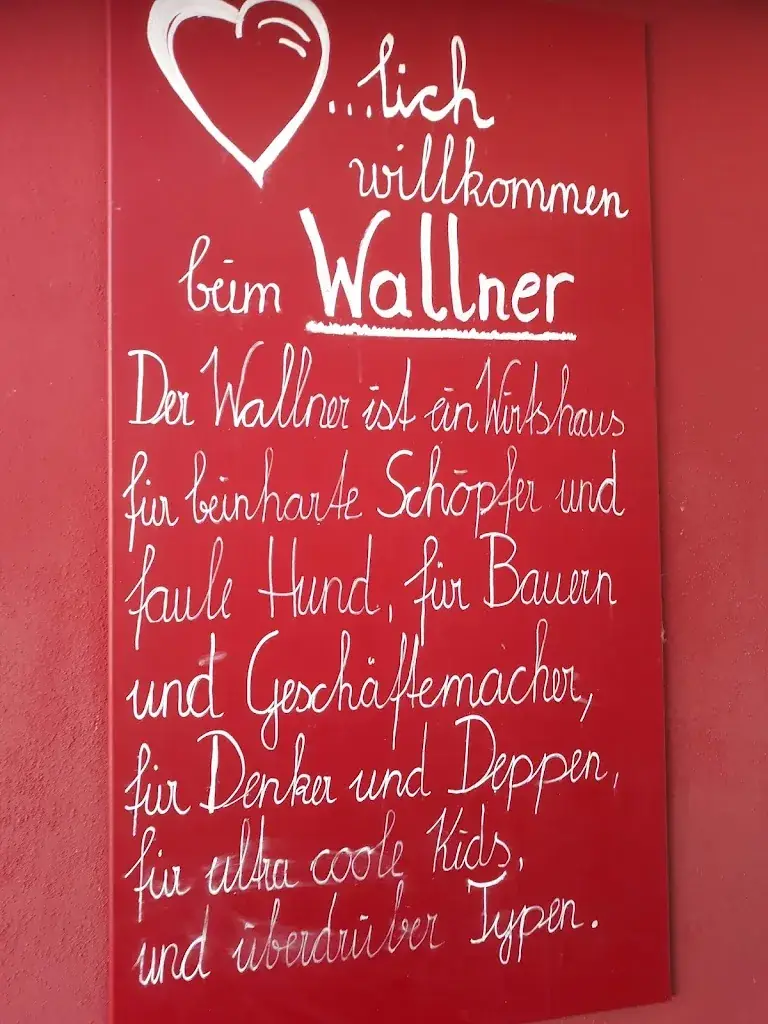 ...lich
willkommen
beim Wallner
Der Wallner ist ein Wirtshaus
für beinharte Schöpfer und
faule Hund, für Bauern
und Geschäftemacher,
für Denker und Deppen,
für ultra coole Kids,
und überdrüber Typen.